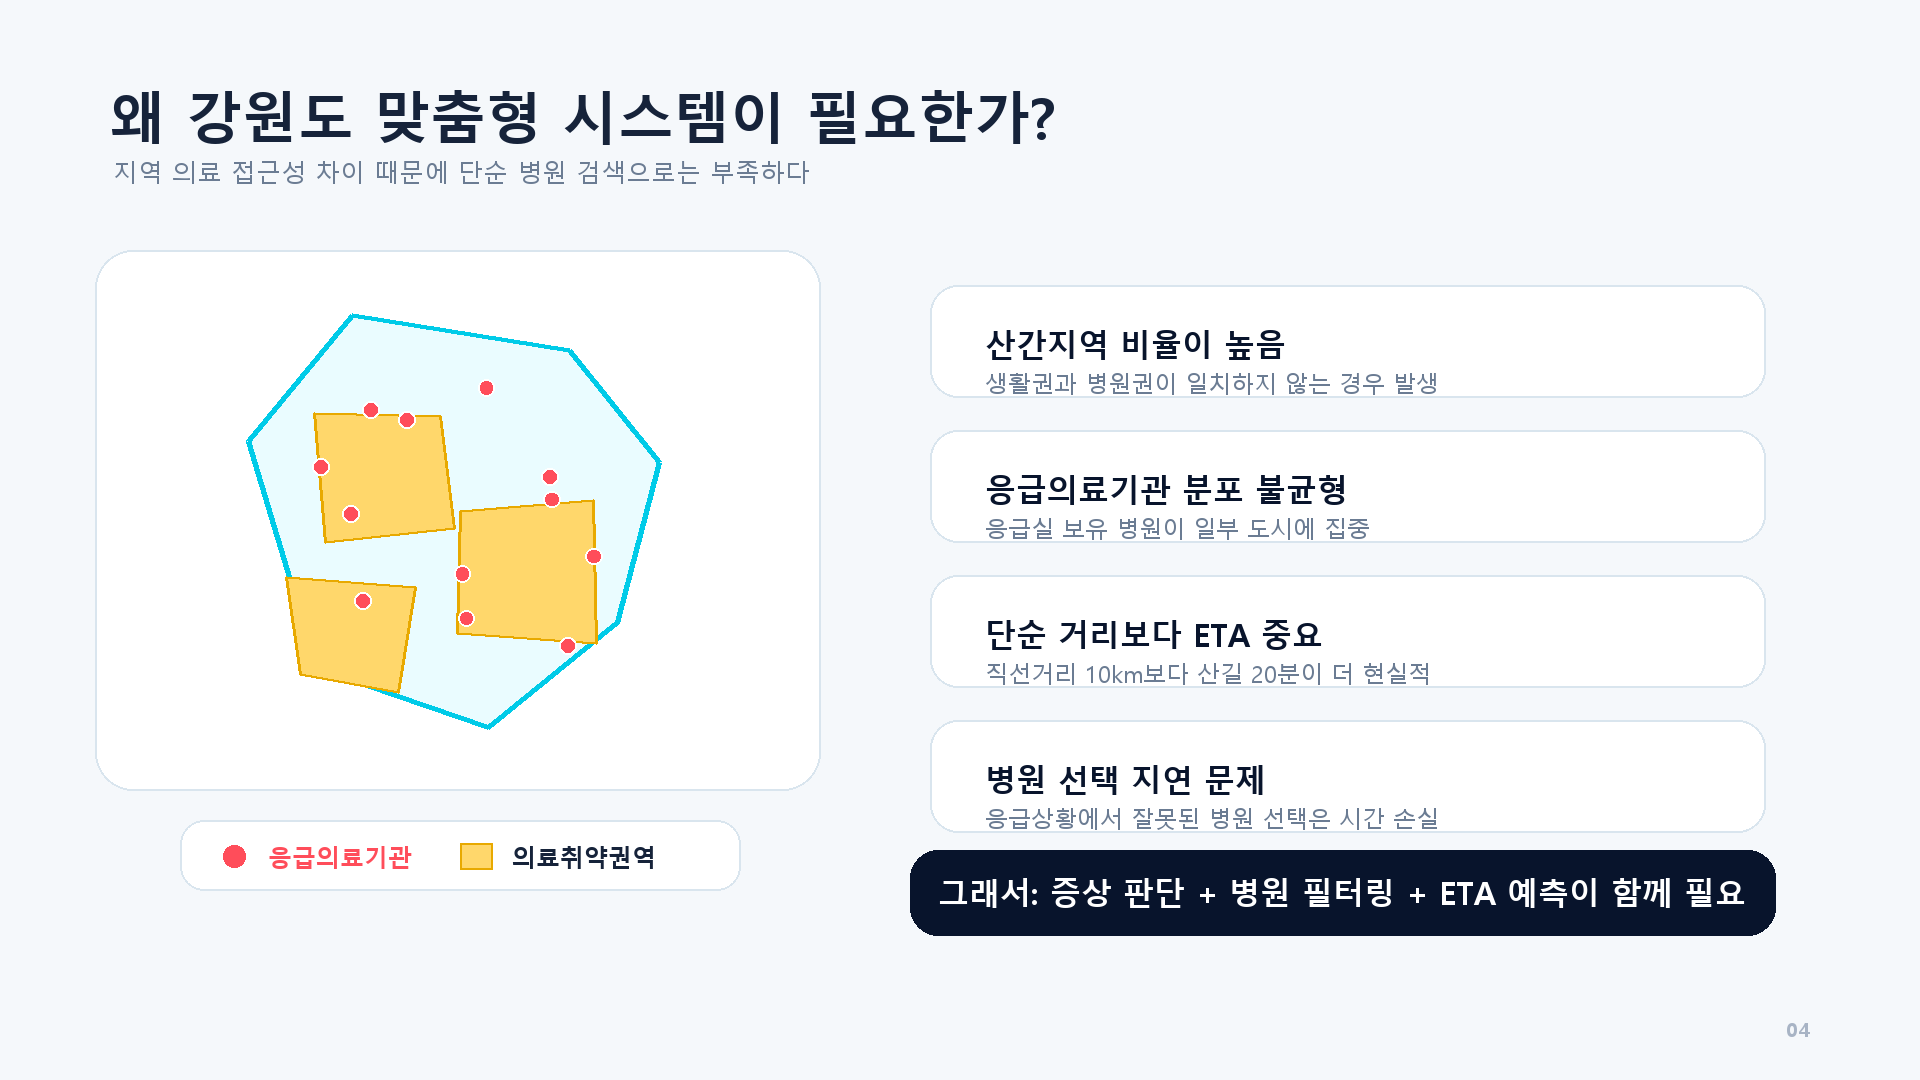 왜 강원도 맞춤형 시스템이 필요한가?
지역 의료 접근성 차이 때문에 단순 병원 검색으로는 부족하다
응급의료기관
의료취약권역
산간지역 비율이 높음
생활권과 병원권이 일치하지 않는 경우 발생
응급의료기관 분포 불균형
응급실 보유 병원이 일부 도시에 집중
단순 거리보다 ETA 중요
직선거리 10km보다 산길 20분이 더 현실적
병원 선택 지연 문제
응급상황에서 잘못된 병원 선택은 시간 손실
그래서: 증상 판단 + 병원 필터링 + ETA 예측이 함께 필요
04